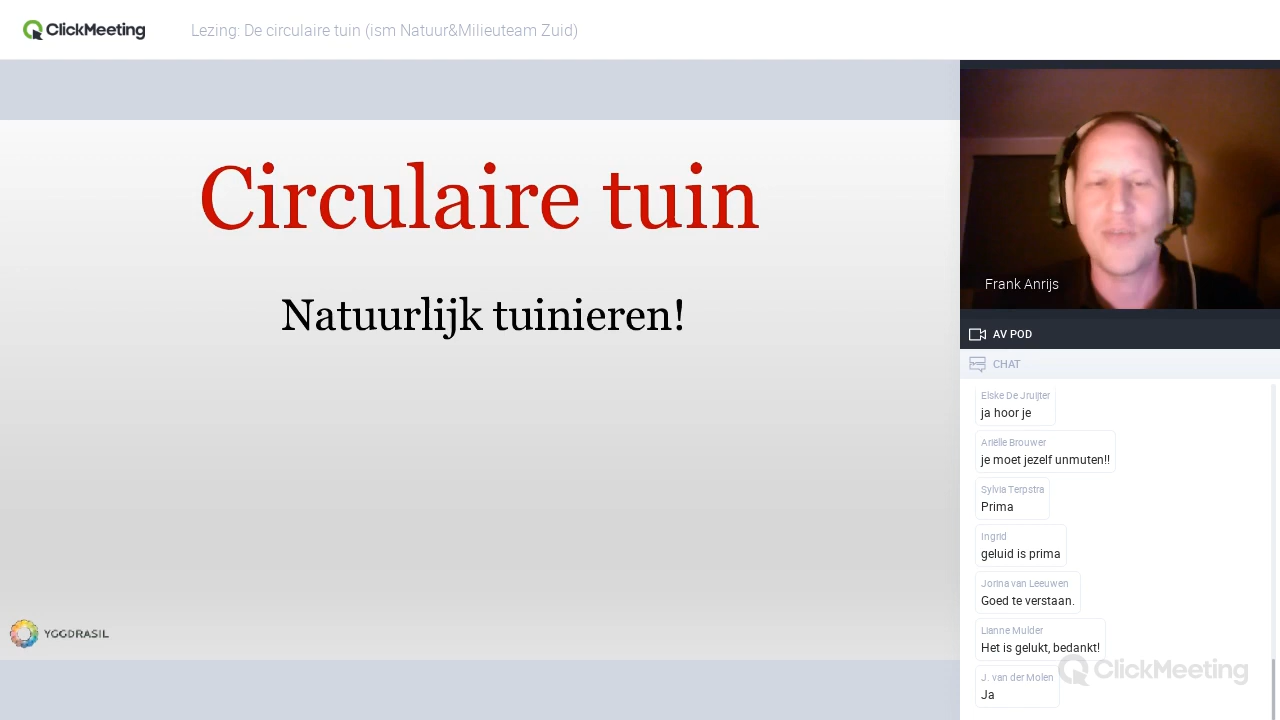 ClickMeeting
Lezing: De circulaire tuin (ism Natuur&Milieuteam Zuid)
Circulaire tuin
Natuurlijk tuinieren!
YGGDRASIL
Frank Anrijs
AV POD
CHAT
Elske De Jruijter
ja hoor je
Ariëlle Brouwer
je moet jezelf unmuten!!
Sylvia Terpstra
Prima
Ingrid
geluid is prima
Jorina van Leeuwen
Goed te verstaan.
Lianne Mulder
Het is gelukt, bedankt!
J. van der Molen
Ja
ClickMeeting